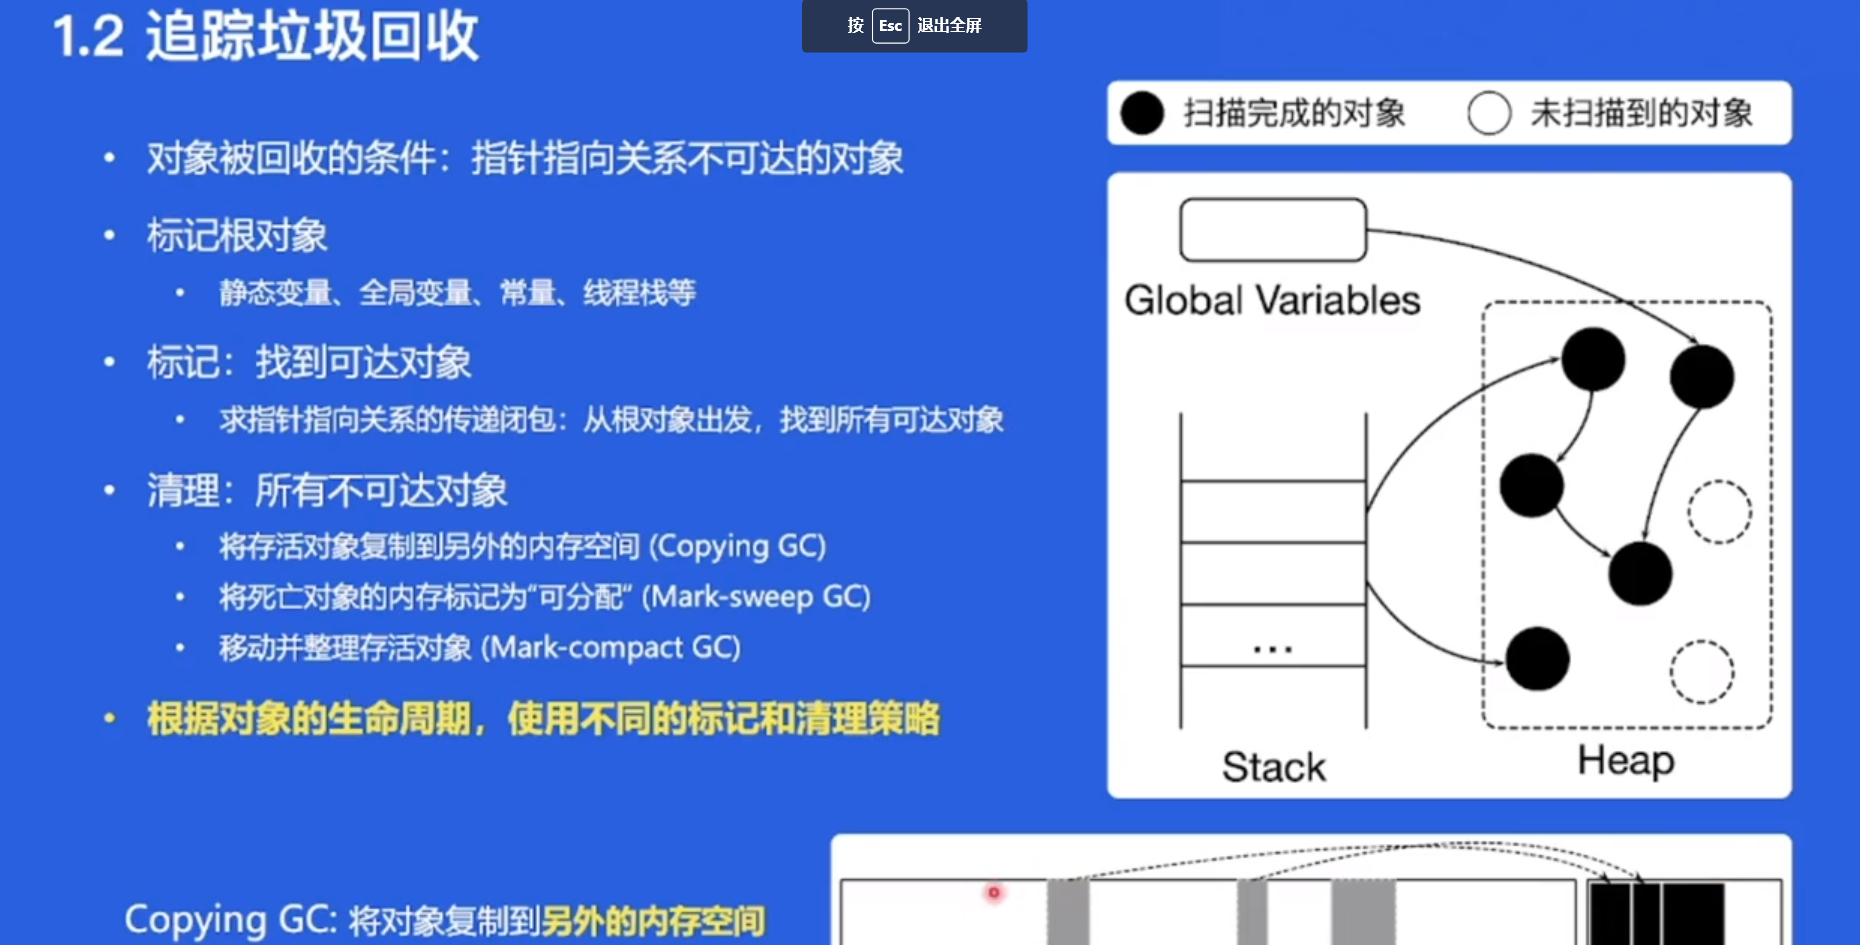 1.2 追踪垃圾回收
按 Esc 退出全屏
• 对象被回收的条件：指针指向关系不可达的对象
• 标记根对象
• 静态变量、全局变量、常量、线程栈等
• 标记：找到可达对象
• 求指针指向关系的传递闭包：从根对象出发，找到所有可达对象
• 清理：所有不可达对象
• 将存活对象复制到另外的内存空间 (Copying GC)
• 将死亡对象的内存标记为“可分配” (Mark-sweep GC)
• 移动并整理存活对象 (Mark-compact GC)
• 根据对象的生命周期，使用不同的标记和清理策略
扫描完成的对象 未扫描到的对象
Global Variables
...
Stack
Heap
Copying GC: 将对象复制到另外的内存空间